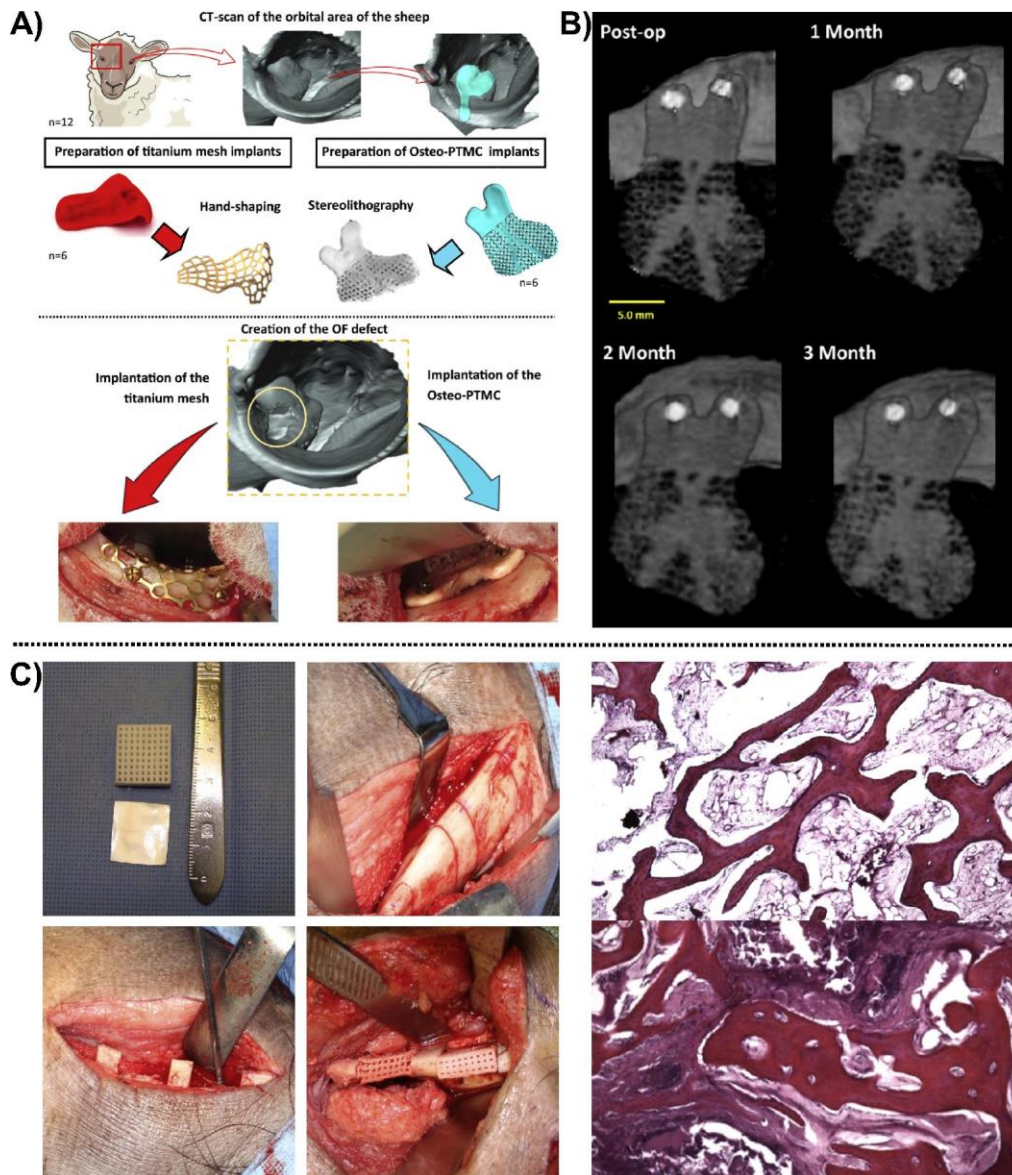 A)
CT-scan of the orbital area of the sheep
n=12
Preparation of titanium mesh implants
Preparation of Osteo-PTMC implants
Hand-shaping
Stereolithography
n=6
n=6
Creation of the OF defect
Implantation of the
titanium mesh
Implantation of the
Osteo-PTMC
B)
Post-op
1 Month
5.0 mm
2 Month
3 Month
C)